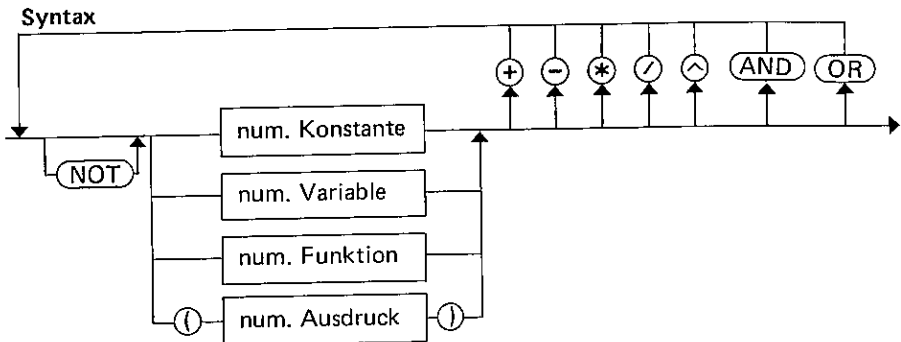 Syntax
+ - * / ^ AND OR
num. Konstante
NOT
num. Variable
num. Funktion
( num. Ausdruck )